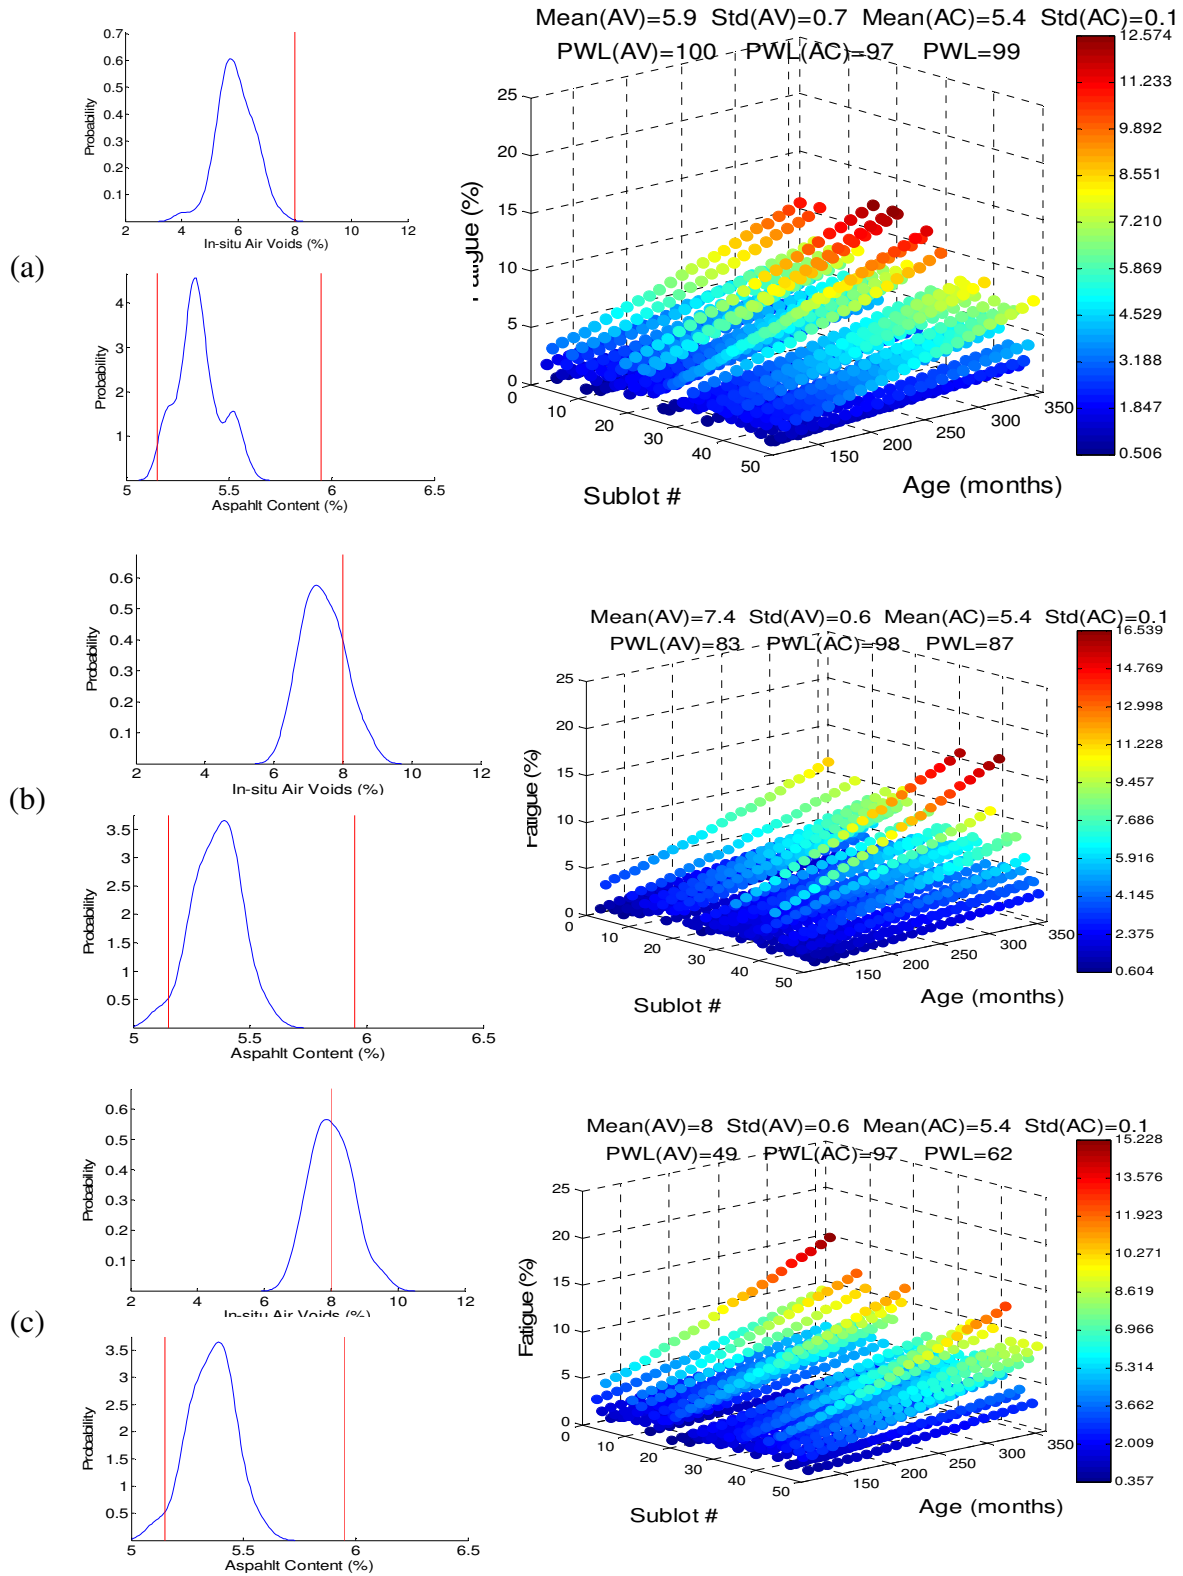 Mean(AV)=5.9 Std(AV)=0.7 Mean(AC)=5.4 Std(AC)=0.1
PWL(AV)=100 PWL(AC)=97 PWL=99
0.7
0.6
0.5
0.4
0.3
0.2
0.1
Probability
2 4 6 8 10 12
In-situ Air Voids (%)
(a)
4
3
2
1
Probability
5 5.5 6 6.5
Aspahlt Content (%)
25
20
15
10
5
0
Fatigue (%)
10 20 30 40 50
Sublot #
150 200 250 300 350
Age (months)
12.574
11.233
9.892
8.551
7.210
5.869
4.529
3.188
1.847
0.506
0.6
0.5
0.4
0.3
0.2
0.1
Probability
2 4 6 8 10 12
In-situ Air Voids (%)
(b)
3.5
3
2.5
2
1.5
1
0.5
Probability
5 5.5 6 6.5
Aspahlt Content (%)
Mean(AV)=7.4 Std(AV)=0.6 Mean(AC)=5.4 Std(AC)=0.1
PWL(AV)=83 PWL(AC)=98 PWL=87
25
20
15
10
5
0
Fatigue (%)
0 10 20 30 40 50
Sublot #
150 200 250 300 350
Age (months)
16.539
14.769
12.998
11.228
9.457
7.686
5.916
4.145
2.375
0.604
0.6
0.5
0.4
0.3
0.2
0.1
Probability
2 4 6 8 10 12
In-situ Air Voids (%)
(c)
3.5
3
2.5
2
1.5
1
0.5
Probability
5 5.5 6 6.5
Aspahlt Content (%)
Mean(AV)=8 Std(AV)=0.6 Mean(AC)=5.4 Std(AC)=0.1
PWL(AV)=49 PWL(AC)=97 PWL=62
25
20
15
10
5
0
Fatigue (%)
0 10 20 30 40 50
Sublot #
150 200 250 300 350
Age (months)
15.228
11.923
10.271
8.619
6.966
5.314
3.662
2.009
0.357